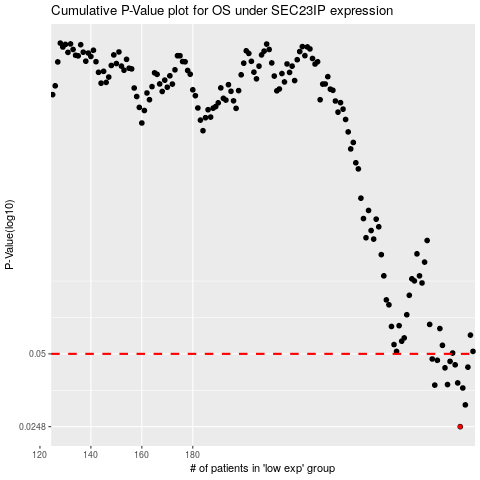 Cumulative P-Value plot for OS under SEC23IP expression
P-Value(log10)
0.05
0.0248
120 140 160 180
# of patients in 'low exp' group